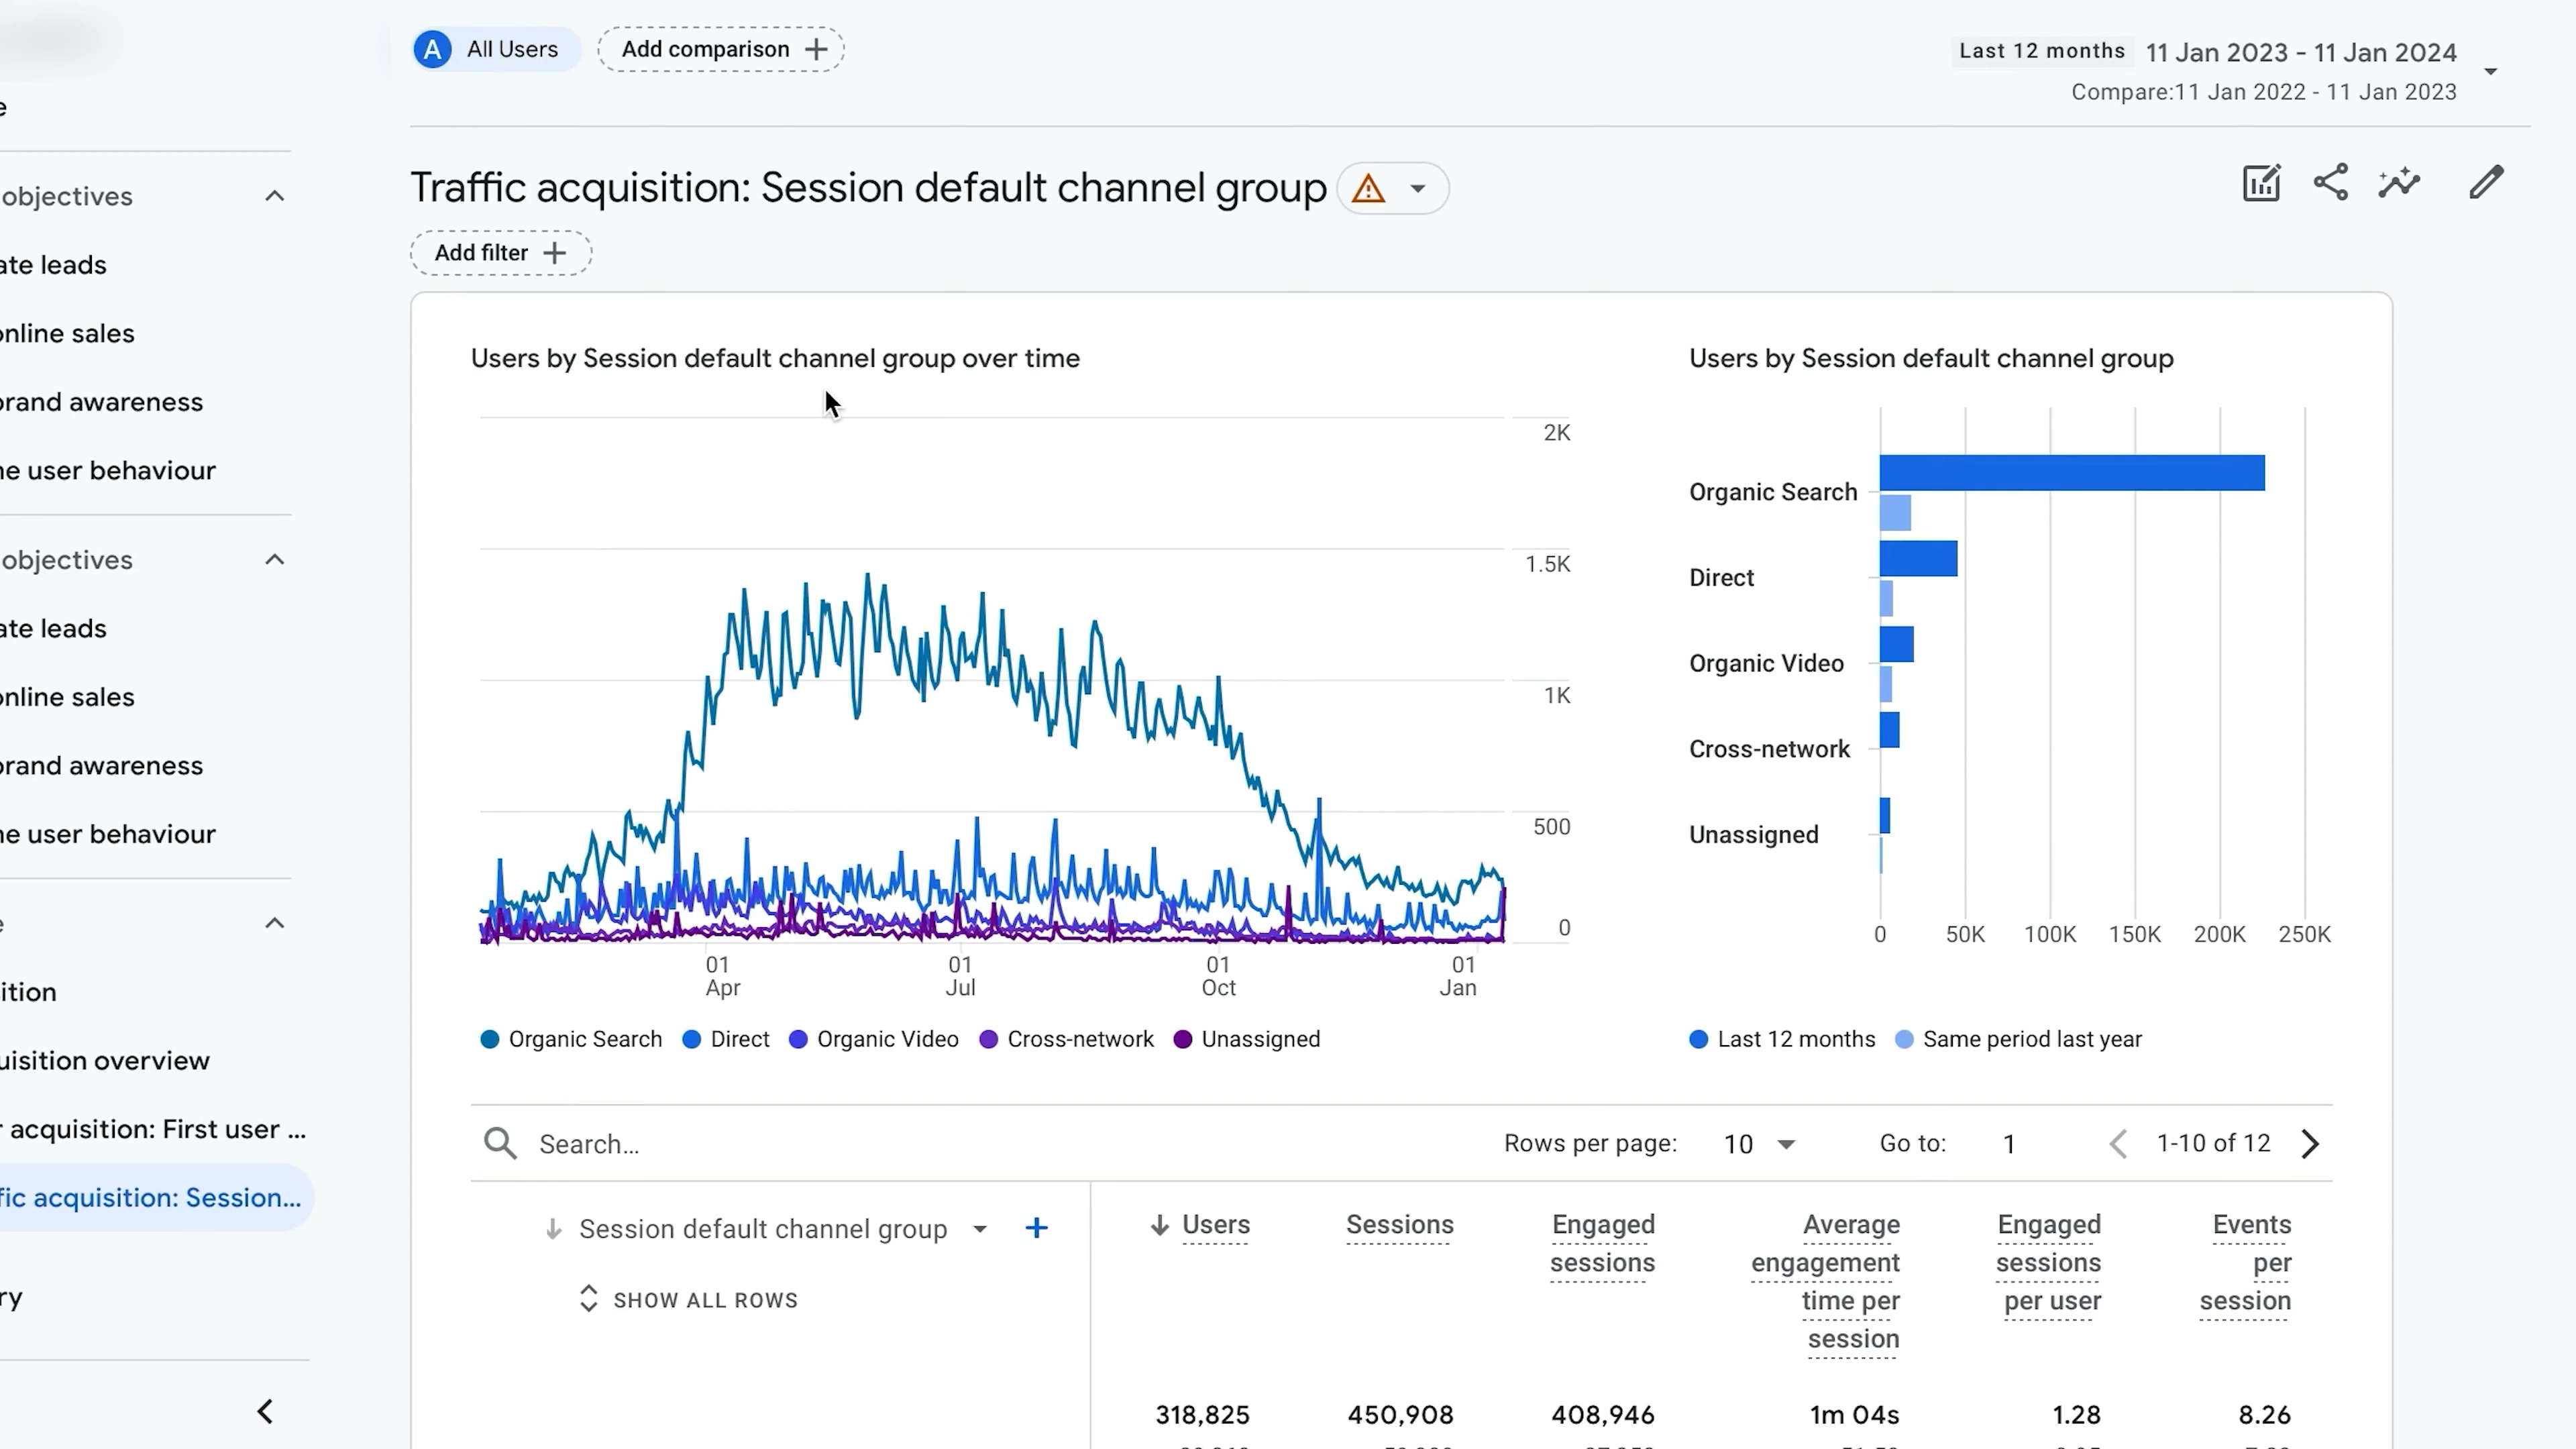 A All Users
Add comparison
Last 12 months 11 Jan 2023 - 11 Jan 2024
Compare:11 Jan 2022 - 11 Jan 2023
e
objectives
ate leads
online sales
brand awareness
ne user behaviour
objectives
ate leads
online sales
brand awareness
ne user behaviour
e
ition
uisition overview
r acquisition: First user ...
fic acquisition: Session...
ry
Traffic acquisition: Session default channel group
Add filter
Users by Session default channel group over time
2K
1.5K
1K
500
0
01 Apr
01 Jul
01 Oct
01 Jan
Organic Search Direct Organic Video Cross-network Unassigned
Users by Session default channel group
Organic Search
Direct
Organic Video
Cross-network
Unassigned
0 50K 100K 150K 200K 250K
Last 12 months Same period last year
Search...
Rows per page: 10 Go to: 1 1-10 of 12
Session default channel group
SHOW ALL ROWS
Users
Sessions
Engaged sessions
Average engagement time per session
Engaged sessions per user
Events per session
318,825 450,908 408,946 1m 04s 1.28 8.26